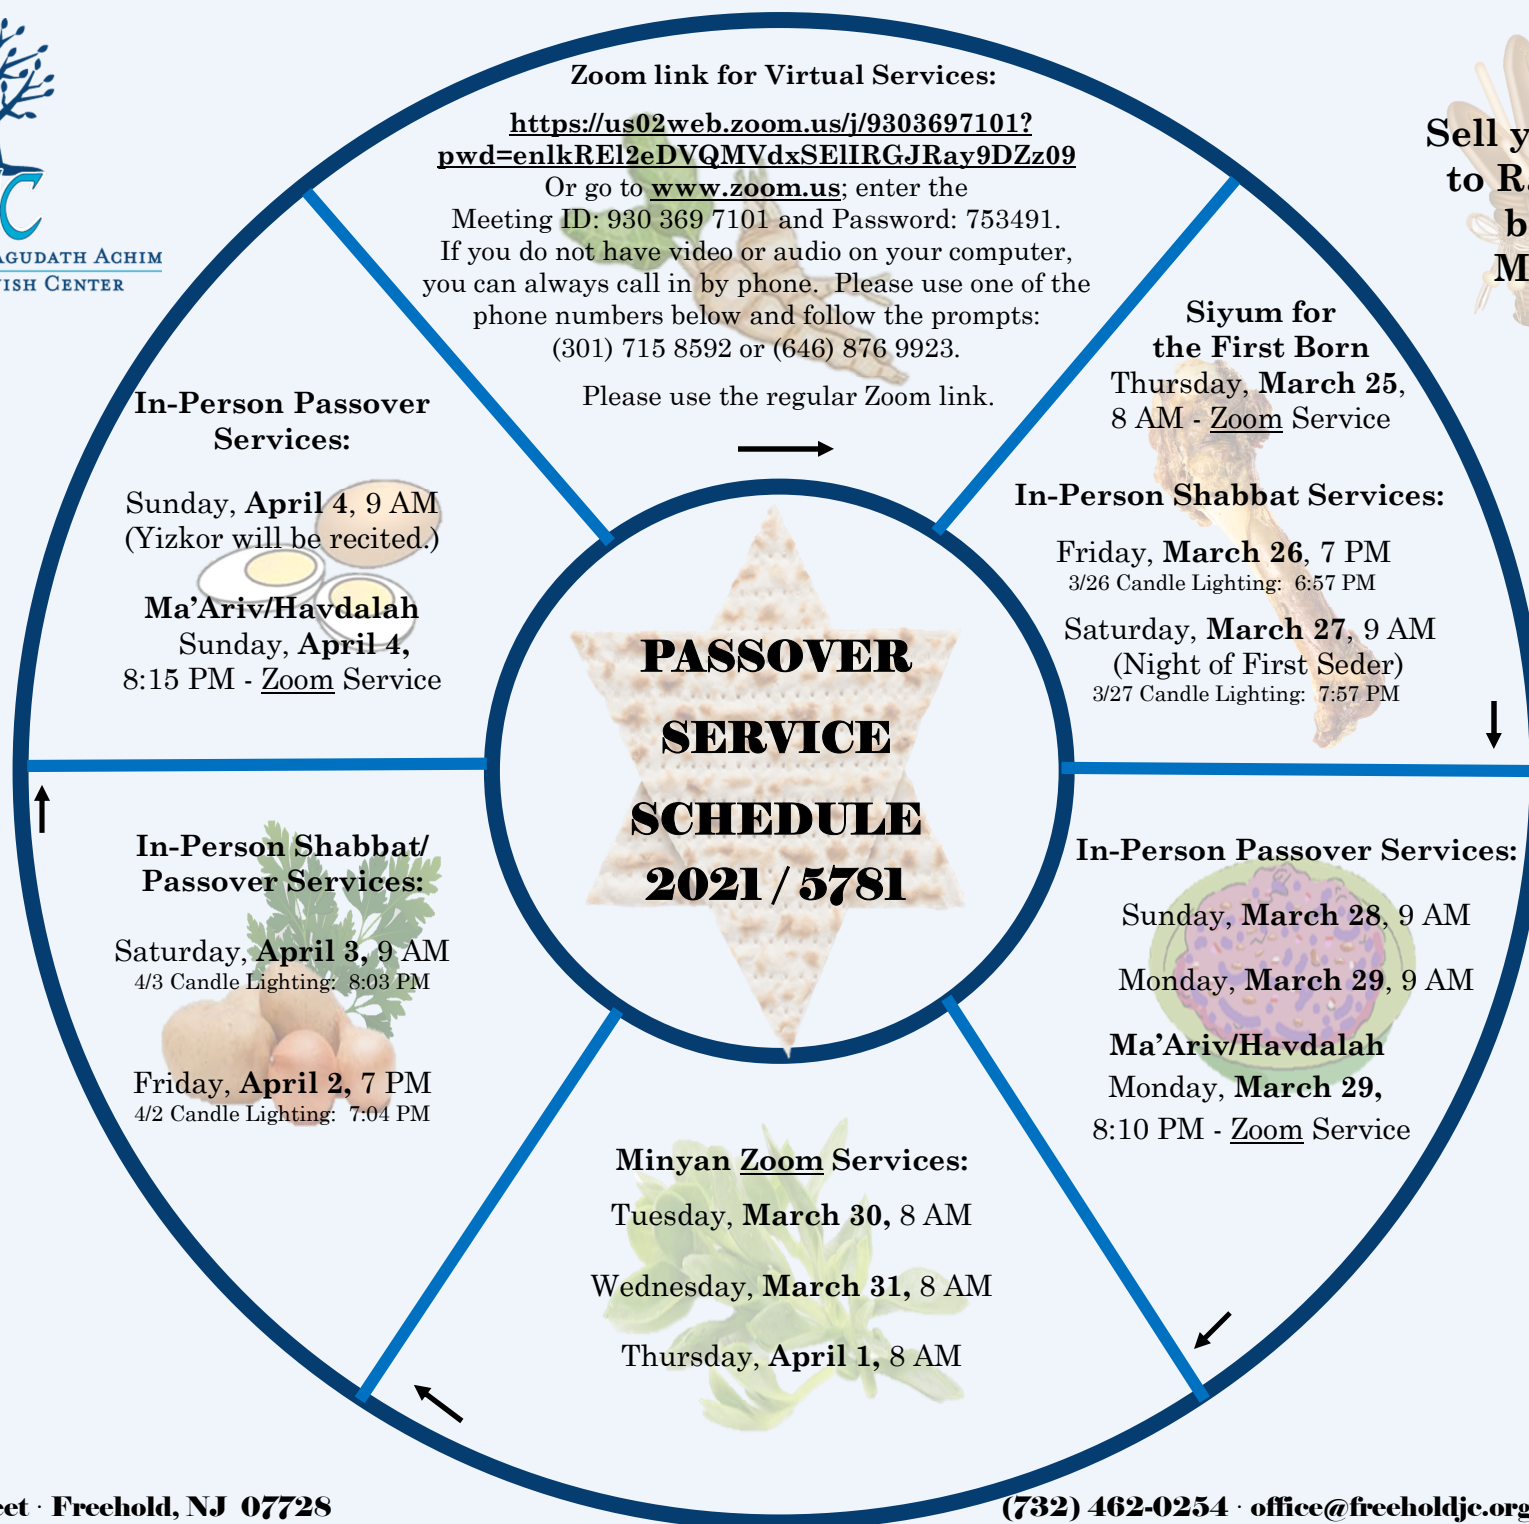 AGUDATH ACHIM
CENTER
Zoom link for Virtual Services:
https://us02web.zoom.us/j/9303697101?
pwd=enlkREl2eDVQMVdxSEllRGJRay9DZz09
Or go to www.zoom.us; enter the
Meeting ID: 930 369 7101 and Password: 753491.
If you do not have video or audio on your computer,
you can always call in by phone.  Please use one of the
phone numbers below and follow the prompts:
(301) 715 8592 or (646) 876 9923.
Please use the regular Zoom link.
Sell
to
Siyum for
the First Born
Thursday, March 25,
8 AM - Zoom Service
In-Person Shabbat Services:
Friday, March 26, 7 PM
3/26 Candle Lighting:  6:57 PM
Saturday, March 27, 9 AM
(Night of First Seder)
3/27 Candle Lighting:  7:57 PM
In-Person Passover Services:
Sunday, March 28, 9 AM
Monday, March 29, 9 AM
Ma’Ariv/Havdalah
Monday, March 29,
8:10 PM - Zoom Service
Minyan Zoom Services:
Tuesday, March 30, 8 AM
Wednesday, March 31, 8 AM
Thursday, April 1, 8 AM
In-Person Shabbat/
Passover Services:
Saturday, April 3, 9 AM
4/3 Candle Lighting:  8:03 PM
Friday, April 2, 7 PM
4/2 Candle Lighting:  7:04 PM
In-Person Passover
Services:
Sunday, April 4, 9 AM
(Yizkor will be recited.)
Ma’Ariv/Havdalah
Sunday, April 4,
8:15 PM - Zoom Service
PASSOVER
SERVICE
SCHEDULE
2021 / 5781
· Freehold, NJ  07728
(732) 462-0254 · office@freeholdjc.org